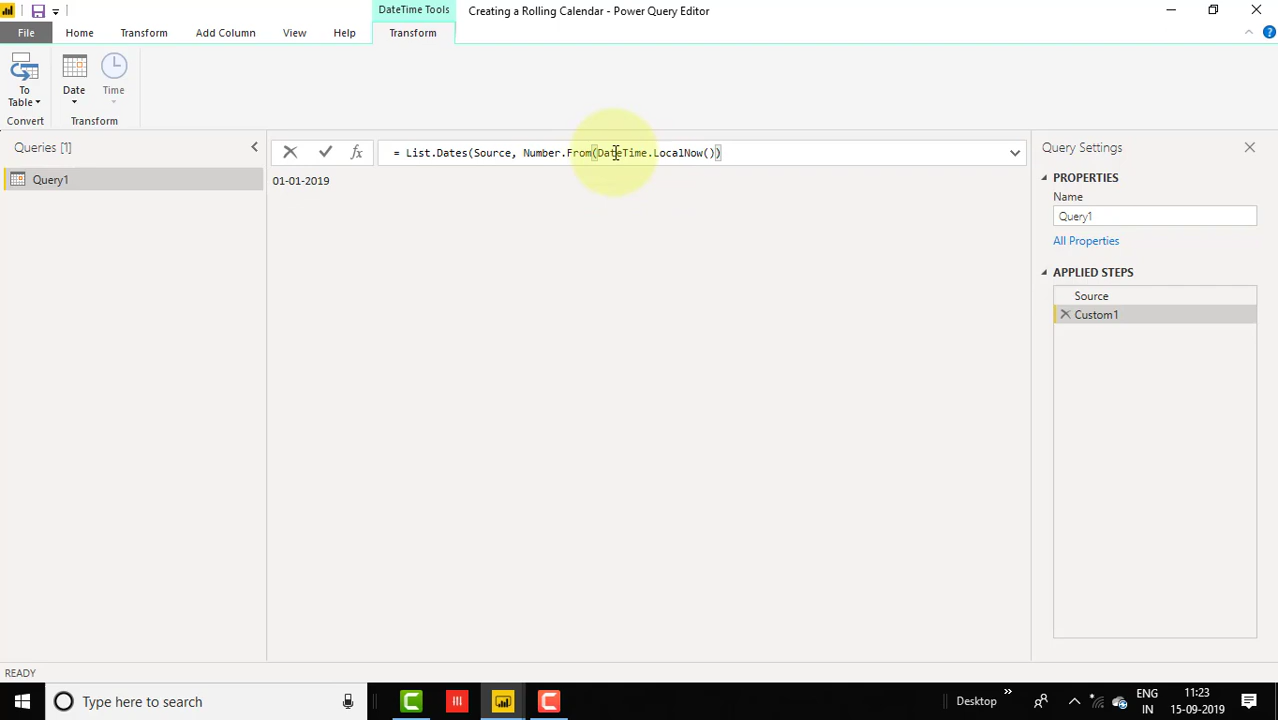 DateTime Tools
Creating a Rolling Calendar - Power Query Editor
File
Home
Transform
Add Column
View
Help
Transform
To Table
Date
Time
Convert
Transform
Queries [1]
fx
= List.Dates(Source, Number.From(DateTime.LocalNow())
Query Settings
Query1
01-01-2019
PROPERTIES
Name
Query1
All Properties
APPLIED STEPS
Source
Custom1
READY
Type here to search
Desktop
ENG
IN
11:23
15-09-2019